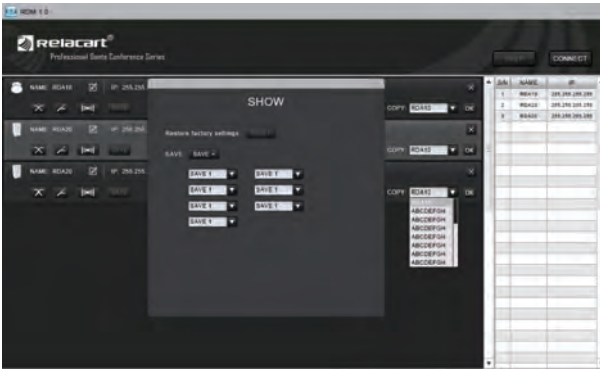 RDM 1.0
Relacart®
Professional Dante Conference Series
CONNECT
NAME: RDA10 IP: 255.255
COPY RDA10 OK
NAME: RDA20 IP: 255.255
COPY RDA10 OK
NAME: RDA20 IP: 255.255
COPY RDA10 OK
ABCDEFGH
ABCDEFGH
ABCDEFGH
ABCDEFGH
ABCDEFGH
ABCDEFGH
SHOW
Restore factory settings
SAVE SAVE
SAVE 1 SAVE 1
SAVE 1 SAVE 1
SAVE 1 SAVE 1
SAVE 1
S/N NAME IP
1 RDA10 255.255.255.255
2 RDA20 255.255.255.255
3 RDA20 255.255.255.255